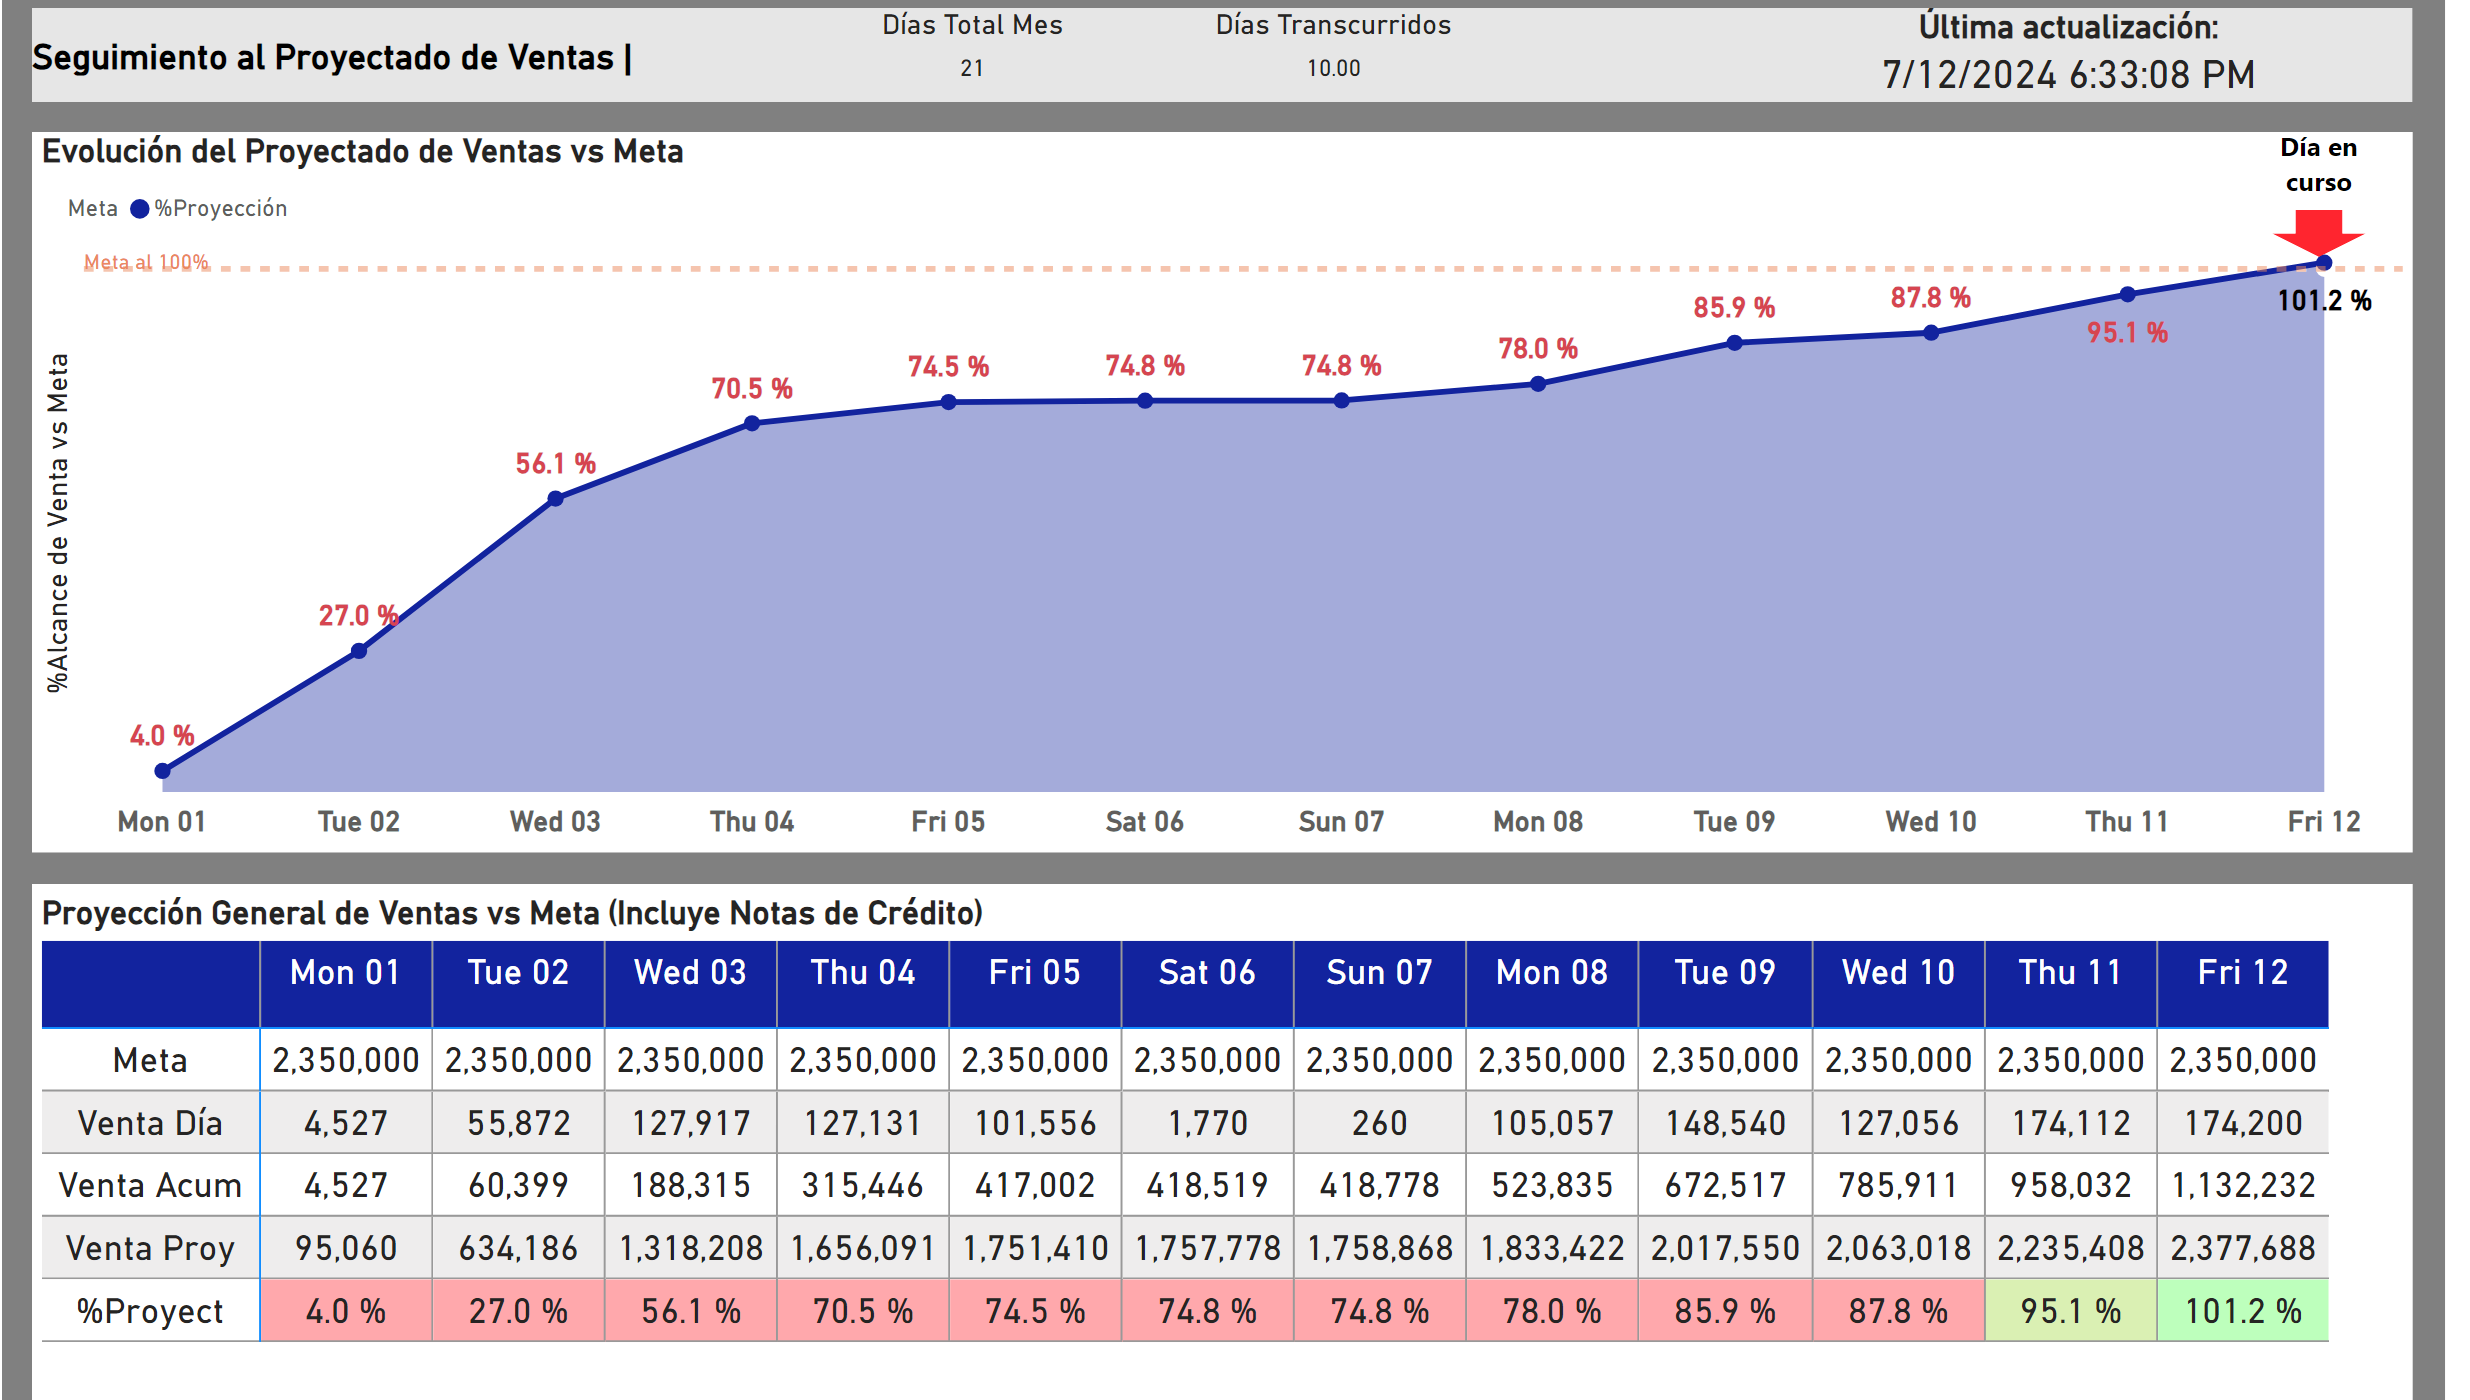 Días Total Mes
Días Transcurridos
Última actualización:
Seguimiento al Proyectado de Ventas |
21
10.00
7/12/2024 6:33:08 PM
Evolución del Proyectado de Ventas vs Meta
Día en
curso
Meta %Proyección
Meta al 100%
%Alcance de Venta vs Meta
4.0 %
27.0 %
56.1 %
70.5 %
74.5 %
74.8 %
74.8 %
78.0 %
85.9 %
87.8 %
95.1 %
101.2 %
Mon 01 Tue 02 Wed 03 Thu 04 Fri 05 Sat 06 Sun 07 Mon 08 Tue 09 Wed 10 Thu 11 Fri 12
Proyección General de Ventas vs Meta (Incluye Notas de Crédito)
Mon 01 Tue 02 Wed 03 Thu 04 Fri 05 Sat 06 Sun 07 Mon 08 Tue 09 Wed 10 Thu 11 Fri 12
Meta 2,350,000 2,350,000 2,350,000 2,350,000 2,350,000 2,350,000 2,350,000 2,350,000 2,350,000 2,350,000 2,350,000 2,350,000
Venta Día 4,527 55,872 127,917 127,131 101,556 1,770 260 105,057 148,540 127,056 174,112 174,200
Venta Acum 4,527 60,399 188,315 315,446 417,002 418,519 418,778 523,835 672,517 785,911 958,032 1,132,232
Venta Proy 95,060 634,186 1,318,208 1,656,091 1,751,410 1,757,778 1,758,868 1,833,422 2,017,550 2,063,018 2,235,408 2,377,688
%Proyect 4.0 % 27.0 % 56.1 % 70.5 % 74.5 % 74.8 % 74.8 % 78.0 % 85.9 % 87.8 % 95.1 % 101.2 %